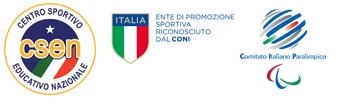 CENTRO SPORTIVO
csen
EDUCATIVO NAZIONALE
ITALIA
ENTE DI PROMOZIONE
SPORTIVA
RICONOSCIUTO
DAL CONI
Comitato Italiano Paralimpico